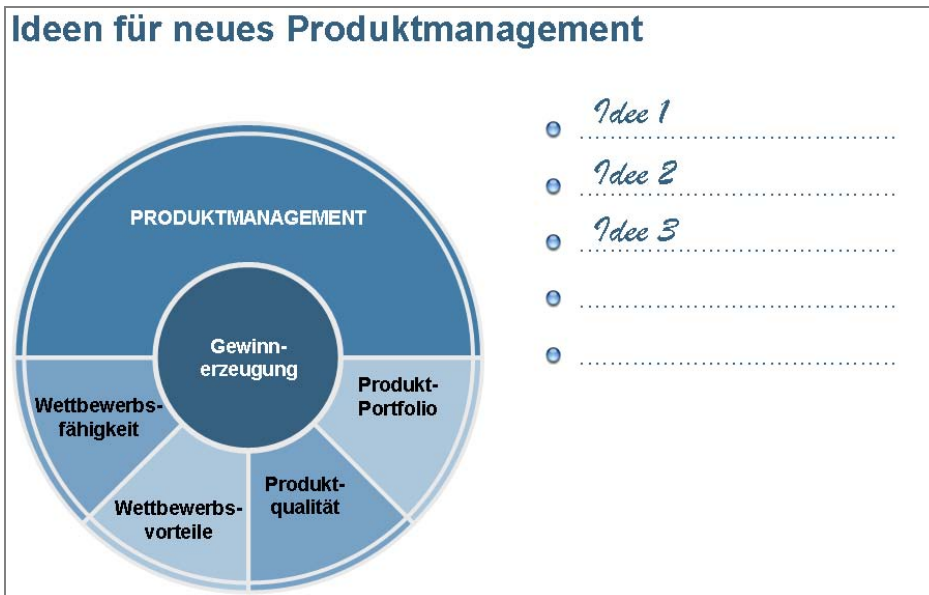 Ideen für neues Produktmanagement
Idee 1
Idee 2
Idee 3
PRODUKTMANAGEMENT
Gewinn-
erzeugung
Wettbewerbs-
fähigkeit
Wettbewerbs-
vorteile
Produkt-
qualität
Produkt-
Portfolio